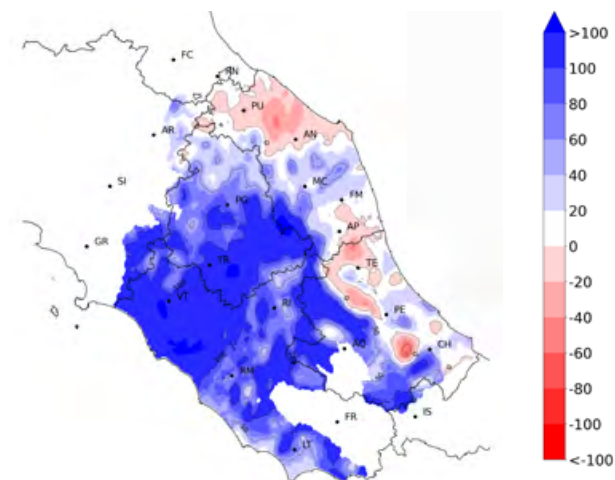 FC
RN
PU
AR
AN
SI
MC
PG
FM
AP
GR
TR
TE
VT
RI
PE
AQ
CH
RM
IS
FR
LT
>100
100
80
60
40
20
0
-20
-40
-60
-80
-100
<-100